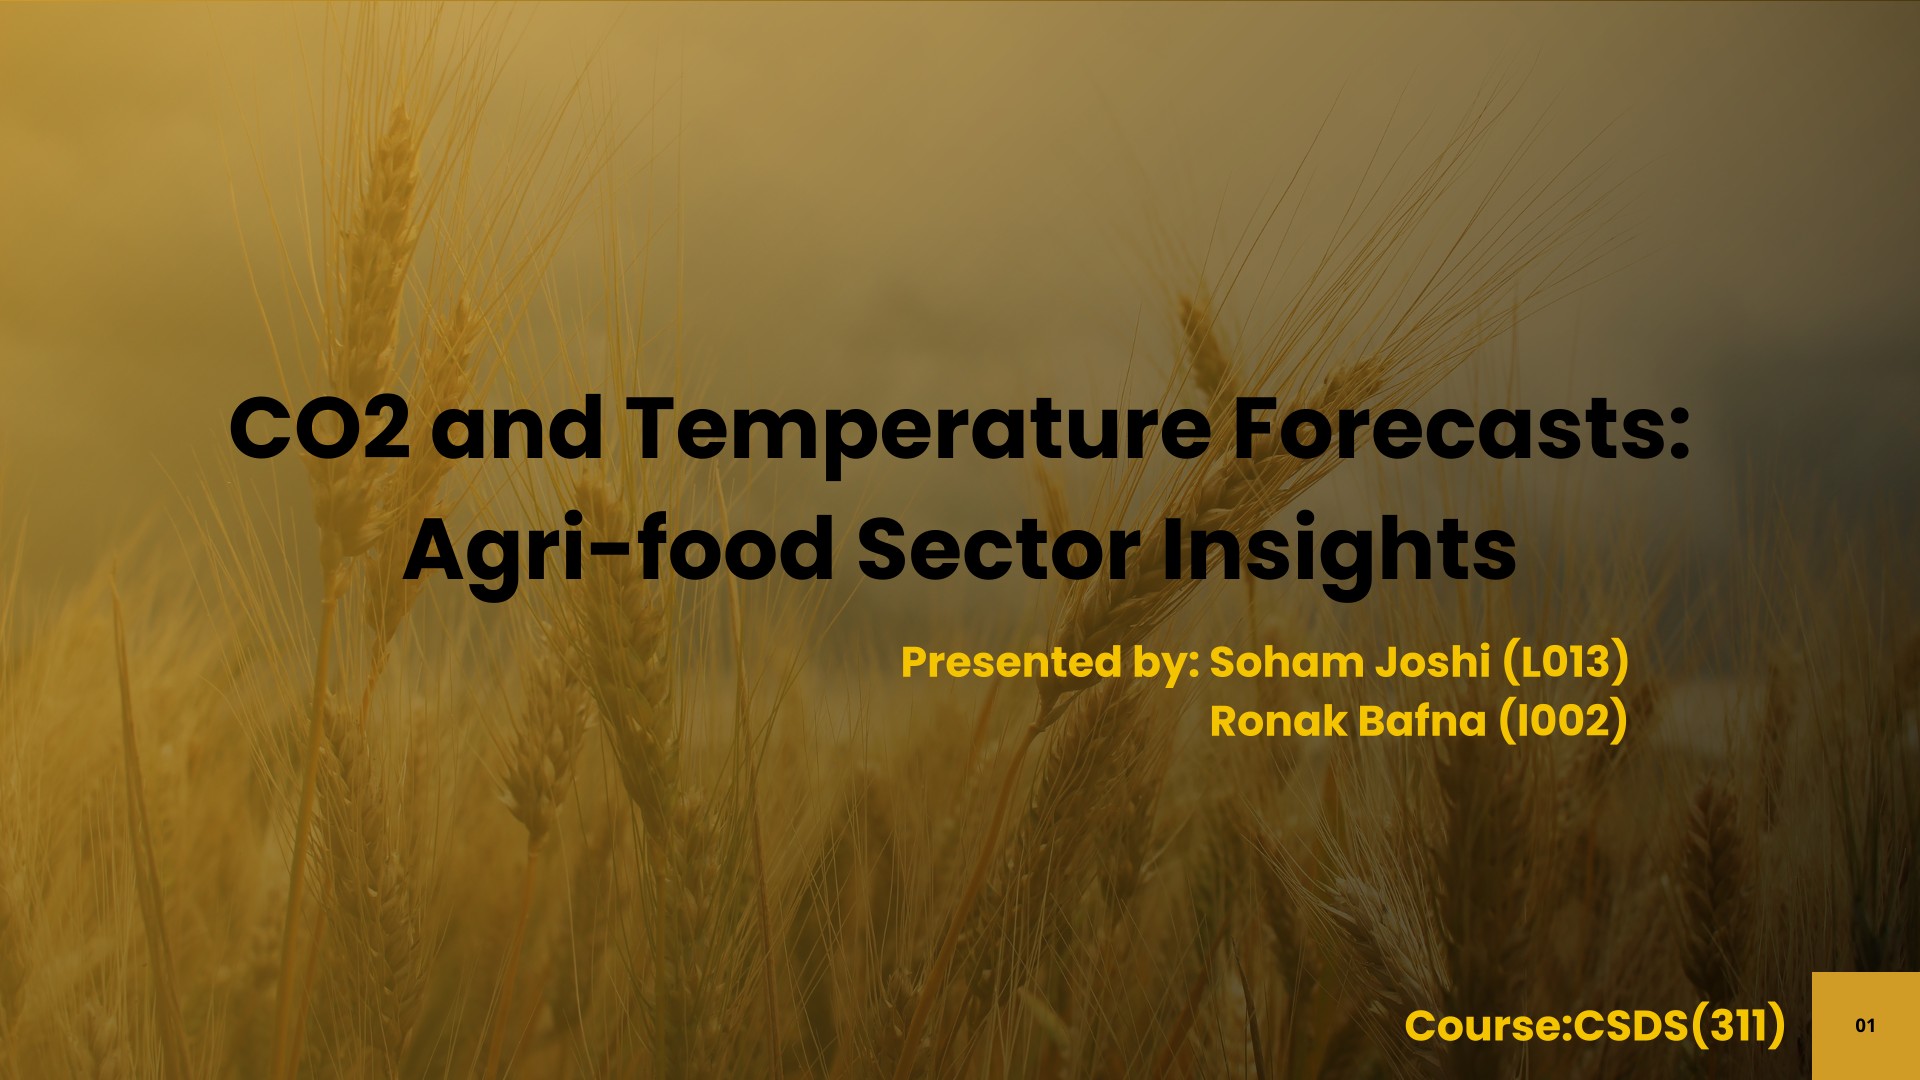 CO2 and Temperature Forecasts:
Agri-food Sector Insights
Presented by: Soham Joshi (L013)
Ronak Bafna (I002)
Course:CSDS(311)
01